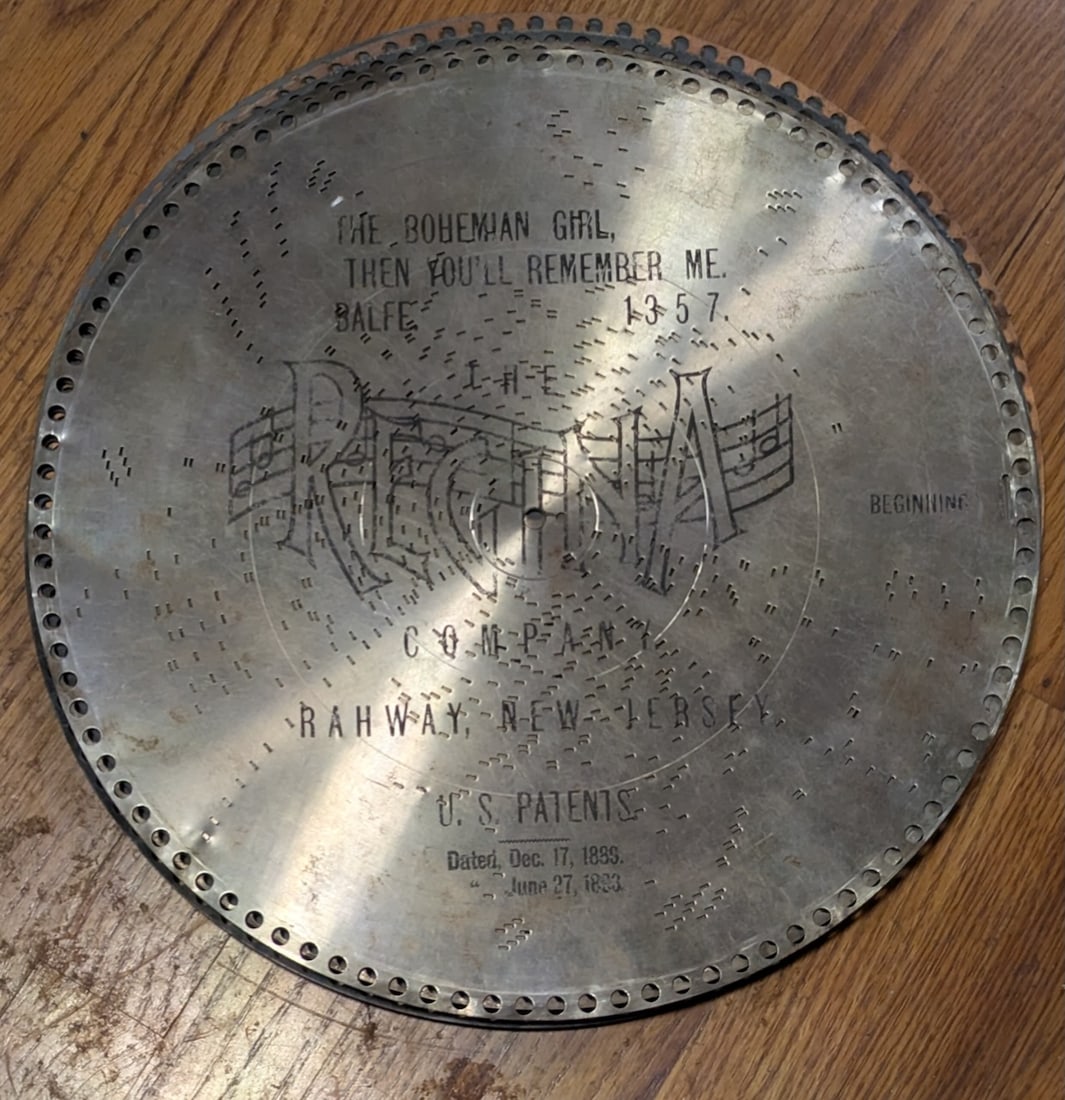 THE BOHEMIAN GIRL,
THEN YOU'LL REMEMBER ME.
BALFE 1357.
THE
REGINA
COMPANY
RAHWAY, NEW JERSEY,
BEGINNING
U. S. PATENTS
Dated, Dec. 17, 1889.
" June 27, 1893.